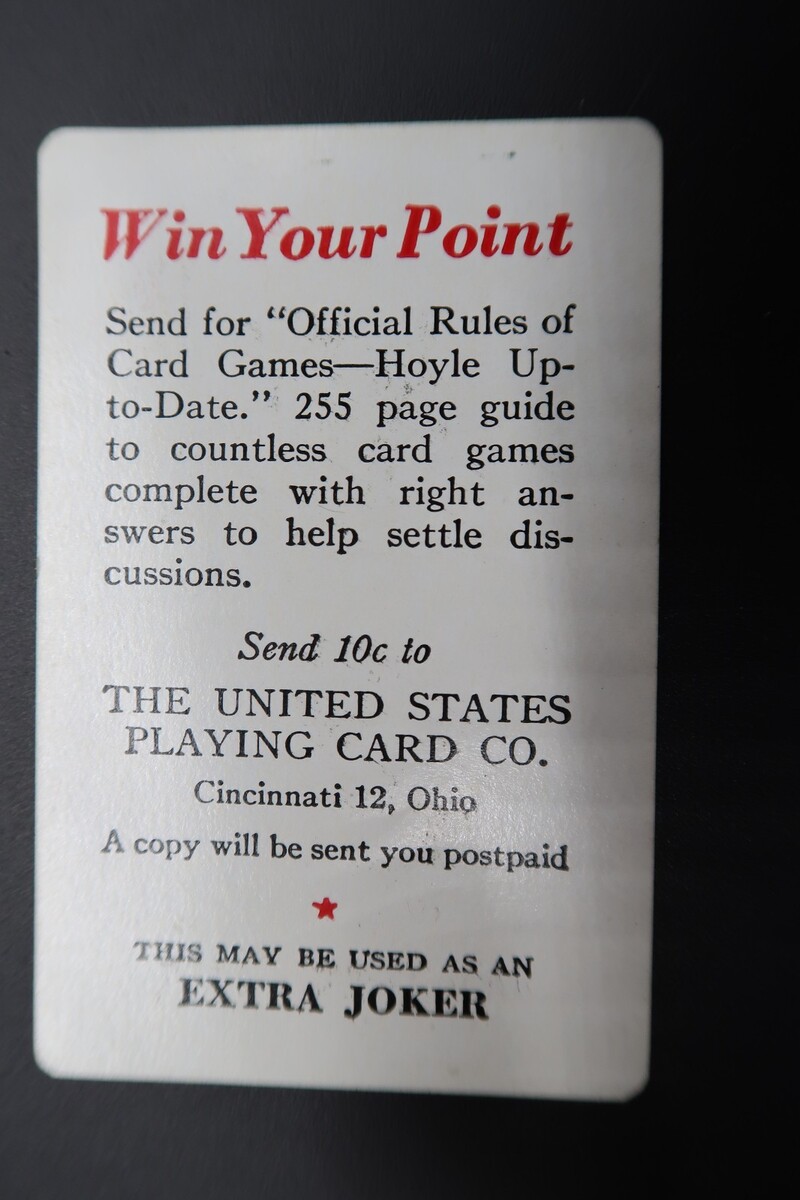 Win Your Point
Send for “Official Rules of
Card Games—Hoyle Up-
to-Date.” 255 page guide
to countless card games
complete with right an-
swers to help settle dis-
cussions.
Send 10c to
THE UNITED STATES
PLAYING CARD CO.
Cincinnati 12, Ohio
A copy will be sent you postpaid
THIS MAY BE USED AS AN
EXTRA JOKER